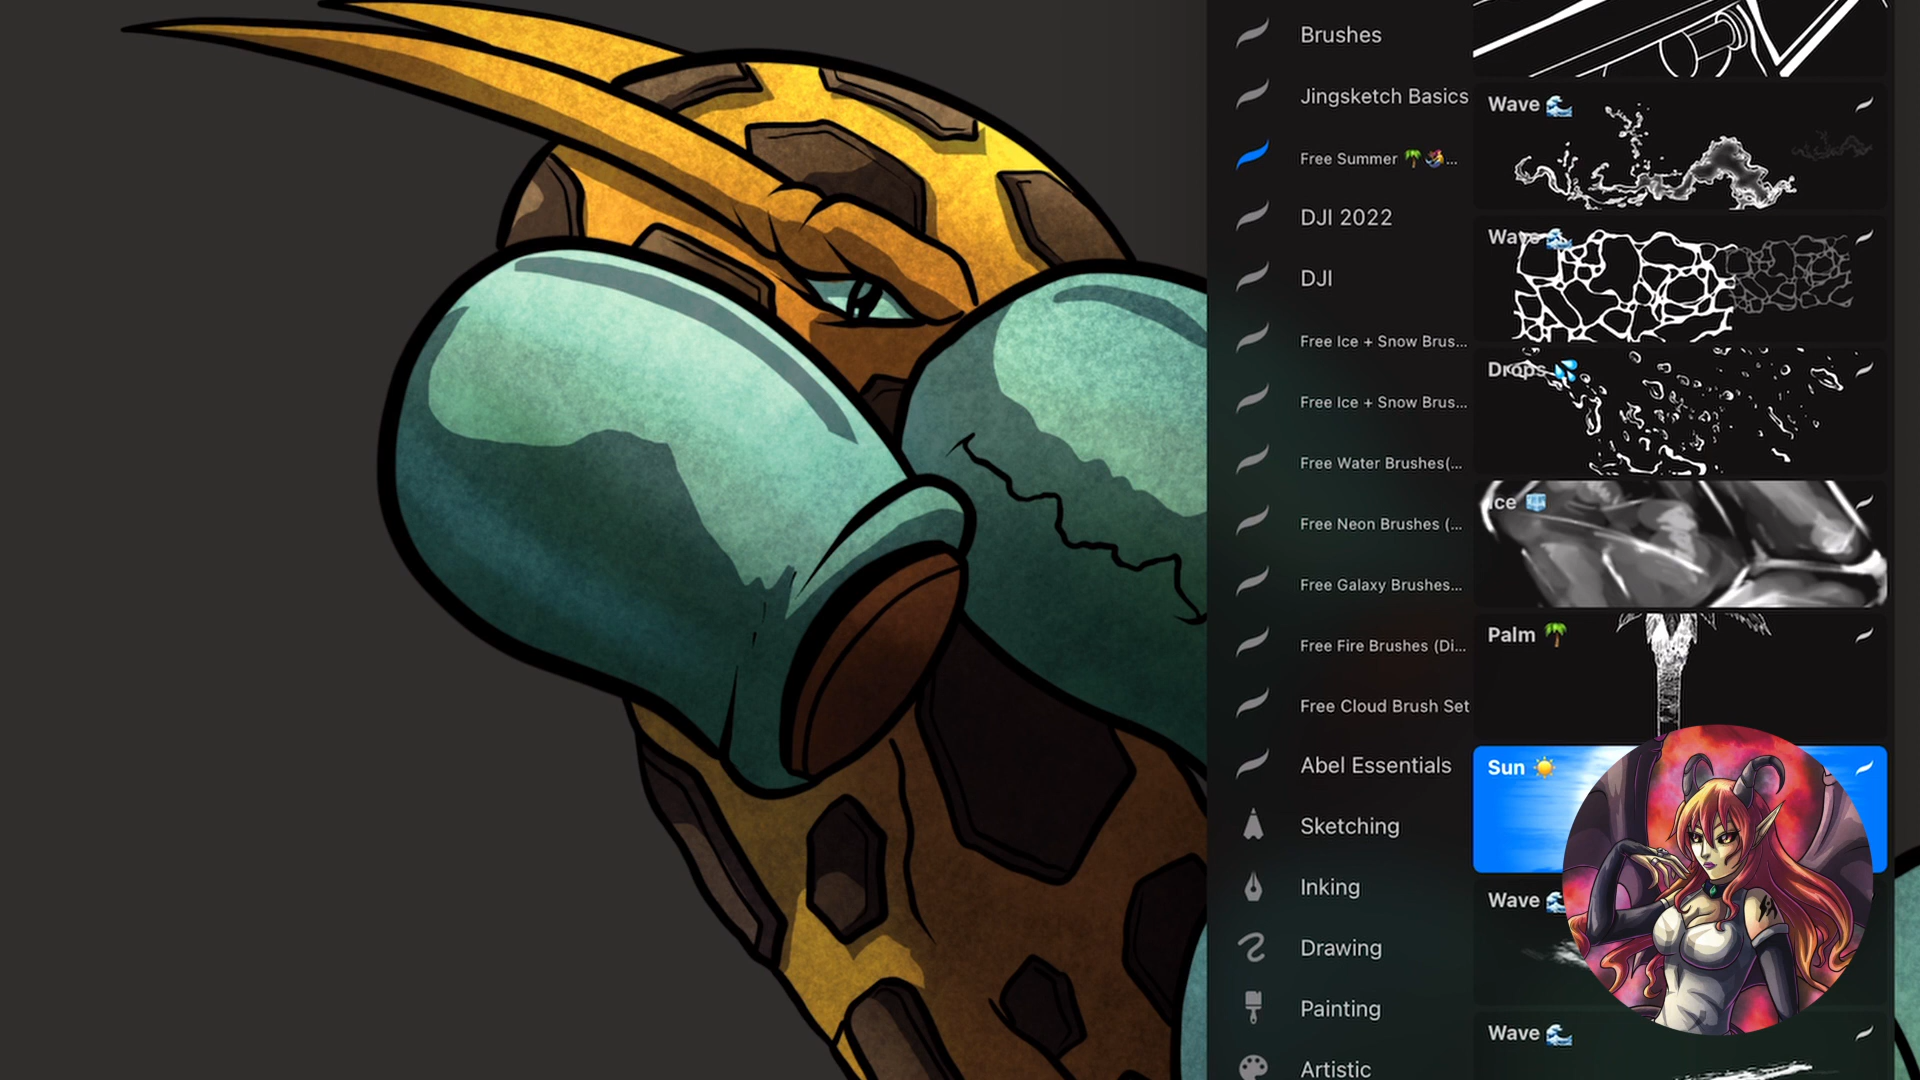 Brushes
Jingsketch Basics
Free Summer 🌴🧜...
DJI 2022
DJI
Free Ice + Snow Brus...
Free Ice + Snow Brus...
Free Water Brushes(...
Free Neon Brushes (...
Free Galaxy Brushes...
Free Fire Brushes (Di...
Free Cloud Brush Set
Abel Essentials
Sketching
Inking
Drawing
Painting
Artistic
Wave 🌊
Wave 🌊
Drops 💦
Ice 🧊
Palm 🌴
Sun ☀️
Wave 🌊
Wave 🌊